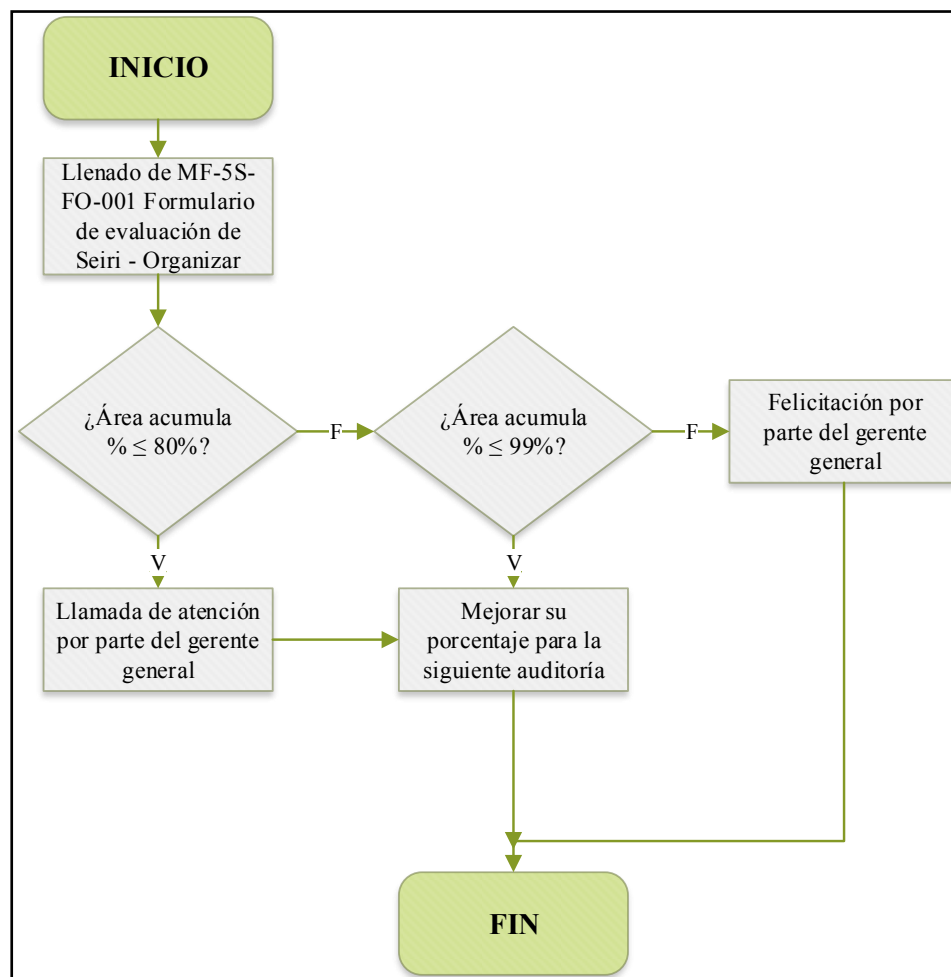 INICIO
Llenado de MF-5S-
FO-001 Formulario
de evaluación de
Seiri - Organizar
¿Área acumula
% ≤ 80%?
F
¿Área acumula
% ≤ 99%?
F
Felicitación por
parte del gerente
general
V
V
Llamada de atención
por parte del gerente
general
Mejorar su
porcentaje para la
siguiente auditoría
FIN